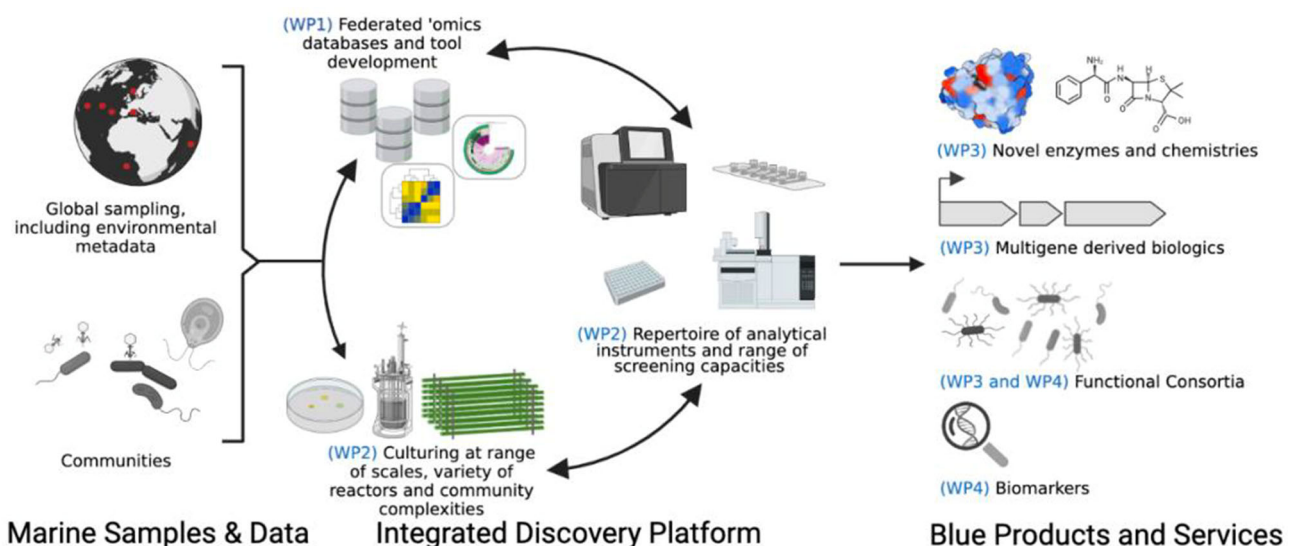 (WP1) Federated 'omics
databases and tool
development
Global sampling,
including environmental
metadata
Communities
(WP2) Culturing at range
of scales, variety of
reactors and community
complexities
(WP2) Repertoire of analytical
instruments and range of
screening capacities
NH₂
H
N
H
S
O
O
N
O
OH
(WP3) Novel enzymes and chemistries
(WP3) Multigene derived biologics
(WP3 and WP4) Functional Consortia
(WP4) Biomarkers
Marine Samples & Data
Integrated Discovery Platform
Blue Products and Services